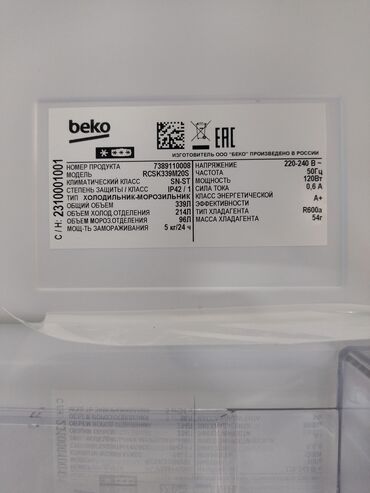 beko
EAC
ИЗГОТОВИТЕЛЬ ООО "БЕКО" ПРОИЗВЕДЕНО В РОССИИ
НОМЕР ПРОДУКТА 7389110008
МОДЕЛЬ RCSK339M20S
КЛИМАТИЧЕСКИЙ КЛАСС SN-ST
СТЕПЕНЬ ЗАЩИТЫ / КЛАСС IP42 / 1
ТИП ХОЛОДИЛЬНИК-МОРОЗИЛЬНИК
ОБЩИЙ ОБЪЕМ 339Л
ОБЪЕМ ХОЛОД.ОТДЕЛЕНИЯ 214Л
ОБЪЕМ МОРОЗ.ОТДЕЛЕНИЯ 96Л
МОЩ-ТЬ ЗАМОРАЖИВАНИЯ 5 кг/24 ч
НАПРЯЖЕНИЕ 220-240 В ~
ЧАСТОТА 50Гц
МОЩНОСТЬ 120Вт
СИЛА ТОКА 0,6 А
КЛАСС ЭНЕРГЕТИЧЕСКОЙ
ЭФФЕКТИВНОСТИ A+
ТИП ХЛАДАГЕНТА R600a
МАССА ХЛАДАГЕНТА 54г
С / Н: 2310001001